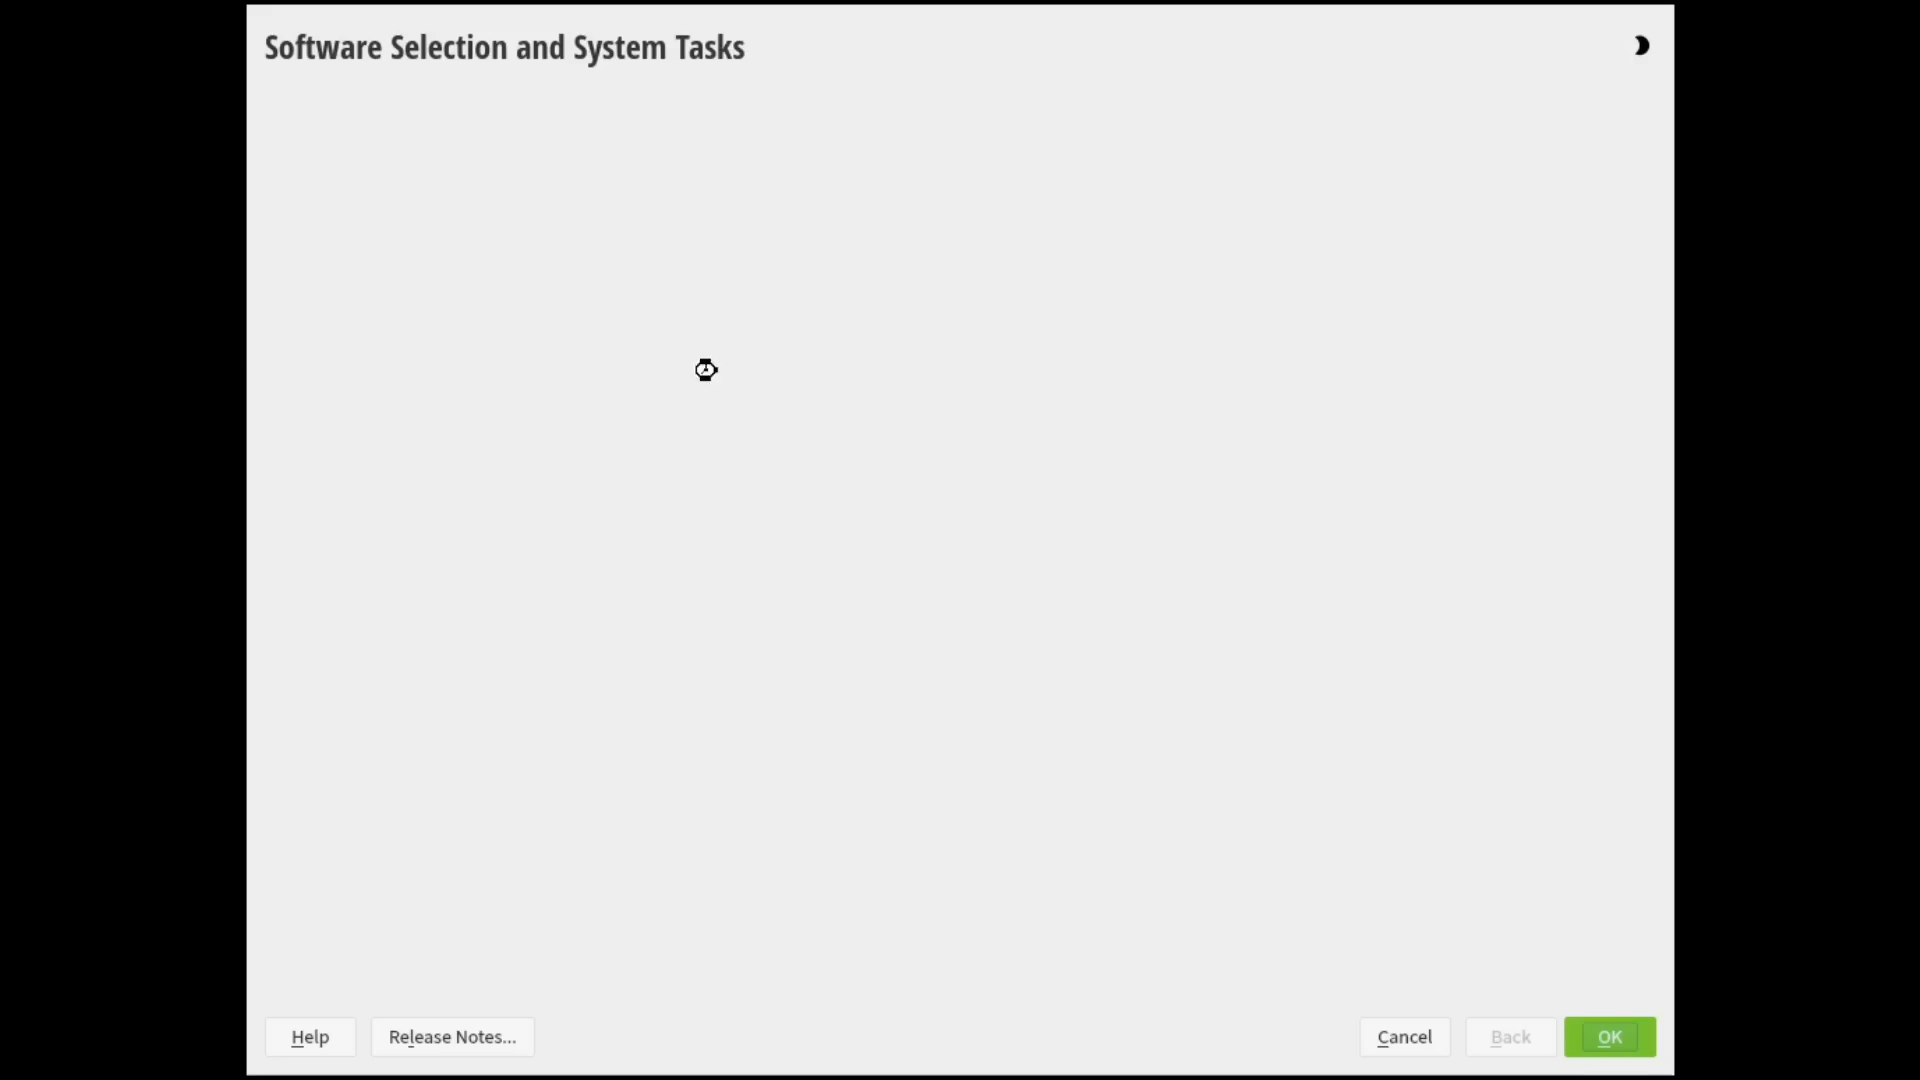 Software Selection and System Tasks
Help
Release Notes...
Cancel
Back
OK